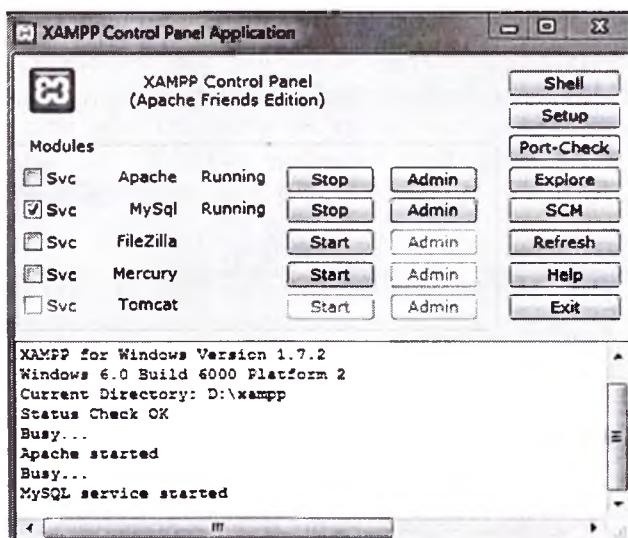 XAMPP Control Panel Application
XAMPP Control Panel
(Apache Friends Edition)
Modules
Svc Apache Running Stop Admin
Svc MySql Running Stop Admin
Svc FileZilla Start Admin
Svc Mercury Start Admin
Svc Tomcat Start Admin
Shell
Setup
Port-Check
Explore
SCM
Refresh
Help
Exit
XAMPP for Windows Version 1.7.2
Windows 6.0 Build 6000 Platform 2
Current Directory: D:\xampp
Status Check OK
Busy...
Apache started
Busy...
MySQL service started